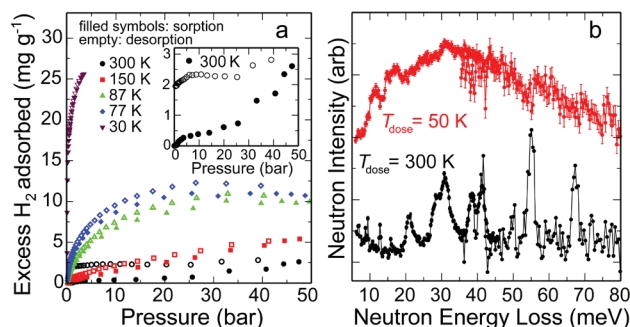 filled symbols: sorption
empty: desorption
a
300 K
150 K
87 K
77 K
30 K
300 K
5
4
3
2
1
0
0 10 20 30 40 50
Pressure (bar)
30
25
20
15
10
5
0
0 10 20 30 40 50
Pressure (bar)
Excess H2 adsorbed (mg g-1)
b
Tdose = 50 K
Tdose = 300 K
Neutron Intensity (arb)
10 20 30 40 50 60 70 80
Neutron Energy Loss (meV)